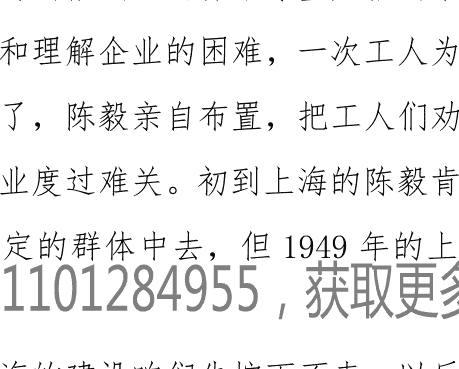 和理解企业的困难，一次工人为
了，陈毅亲自布置，把工人们劝
业度过难关。初到上海的陈毅肯
定的群体中去，但 1949 年的上
1101284955，获取更多